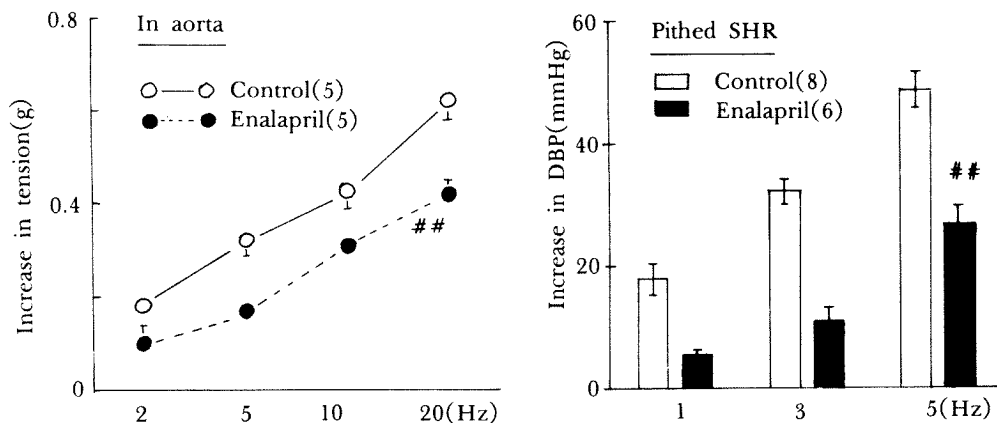 Increase in tension(g)
0.8
0.4
0
In aorta
Control(5)
Enalapril(5)
##
2 5 10 20(Hz)
Increase in DBP(mmHg)
60
40
20
0
Pithed SHR
Control(8)
Enalapril(6)
##
1 3 5(Hz)